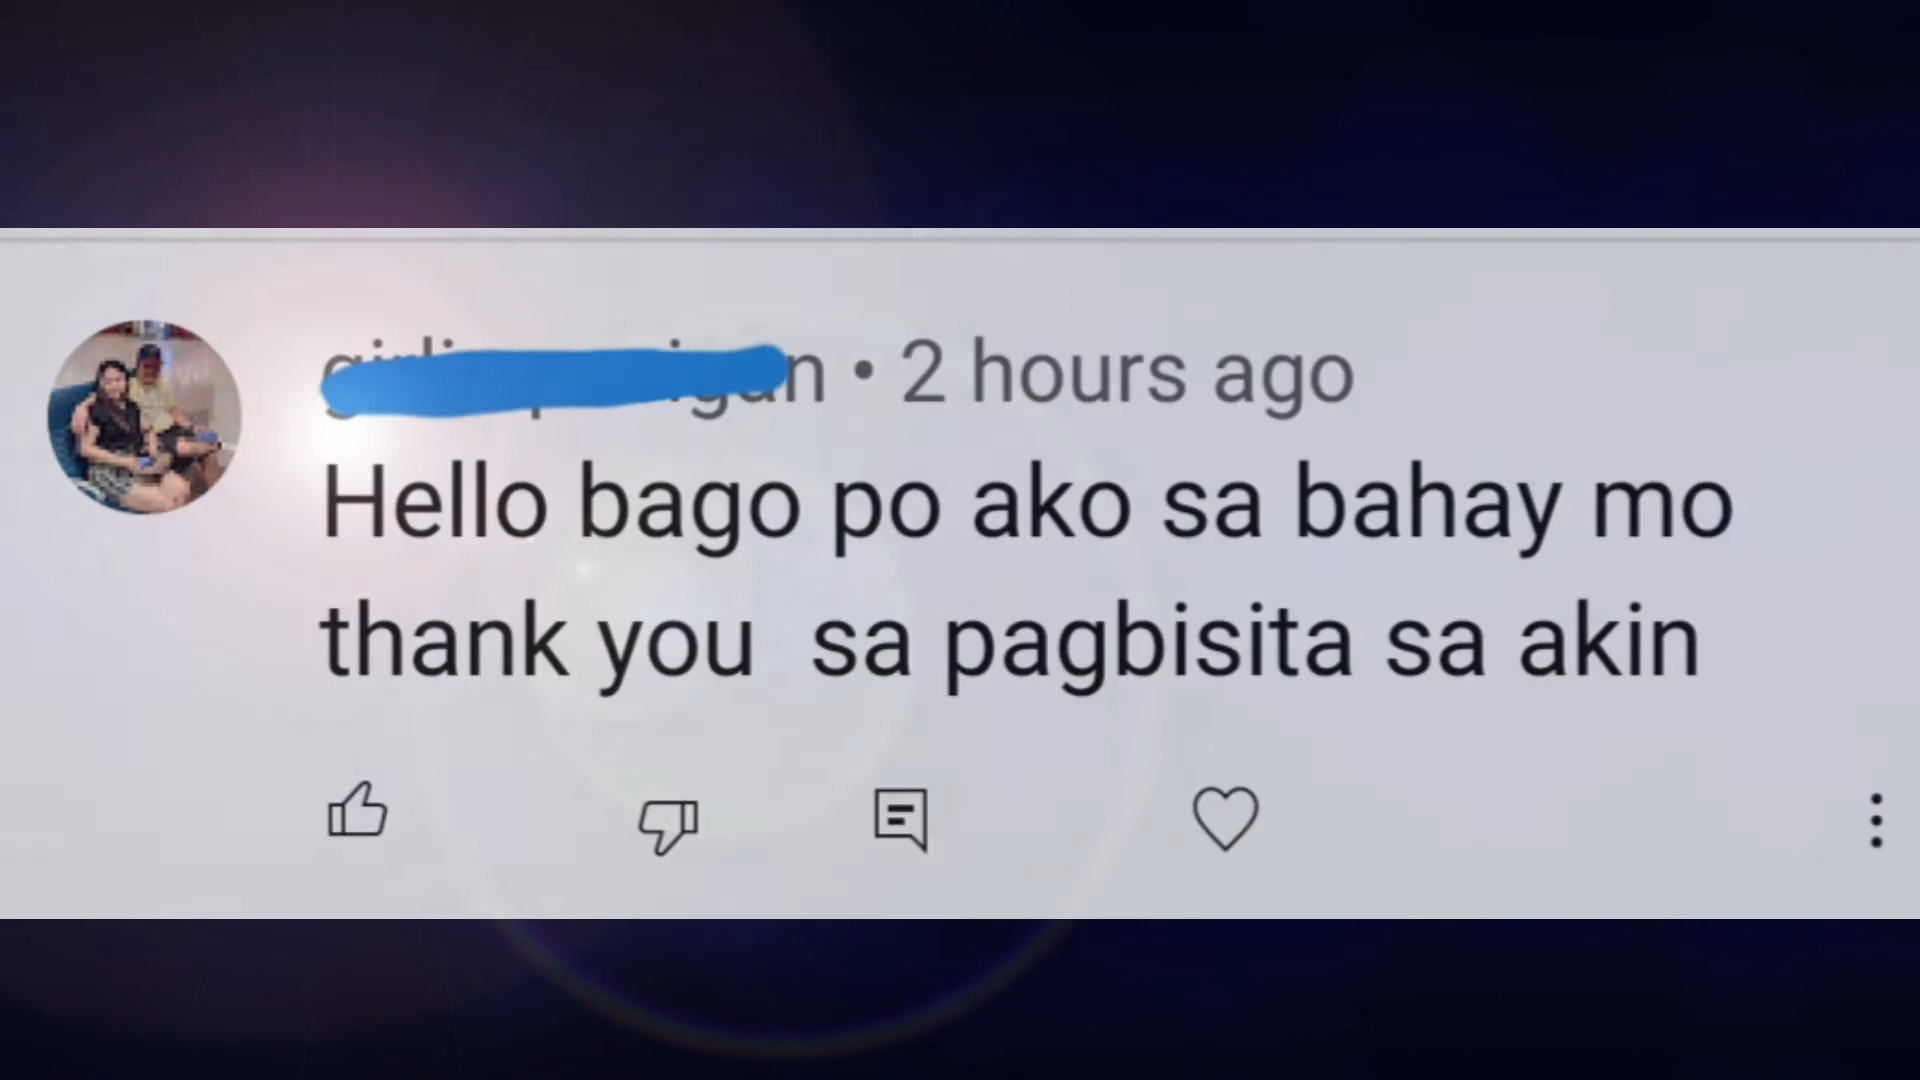 • 2 hours ago
Hello bago po ako sa bahay mo
thank you sa pagbisita sa akin